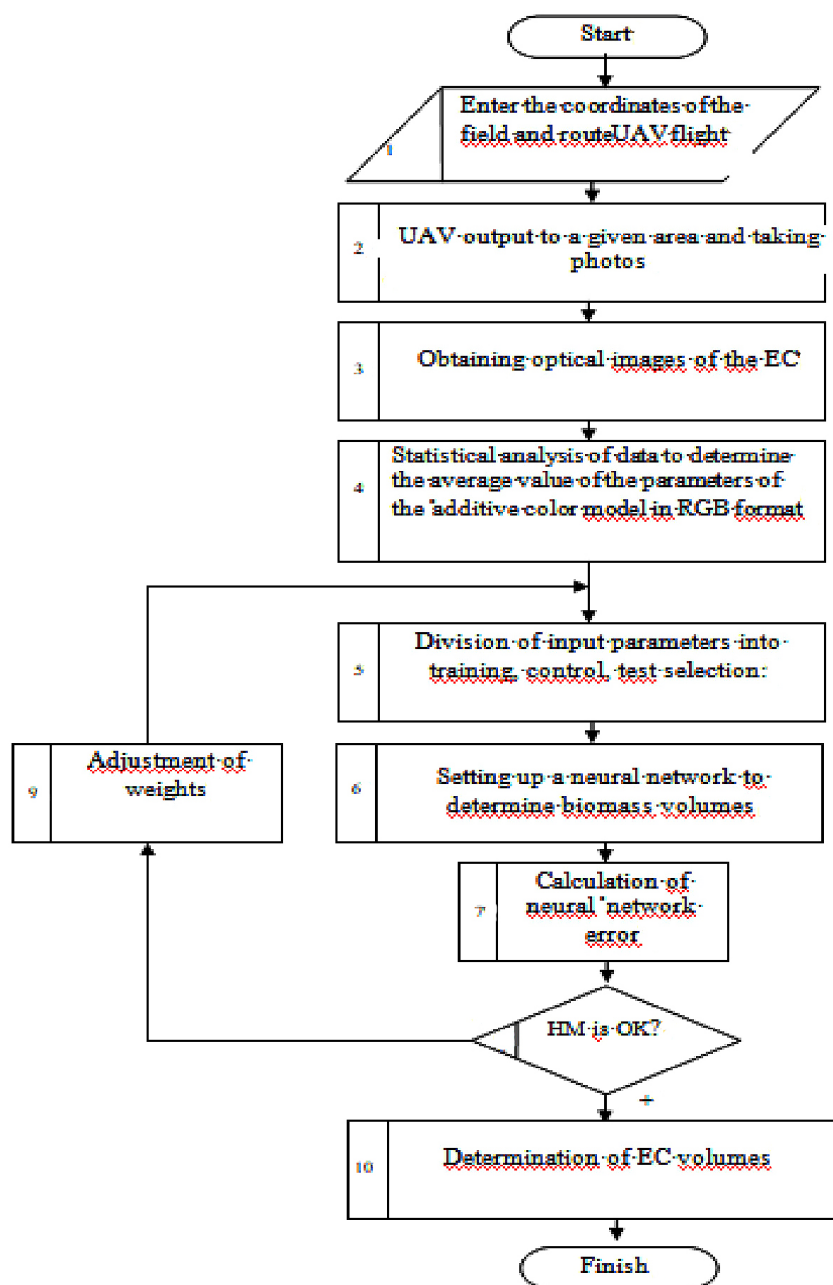 Start
1
Enter the coordinates of the
field and routeUAV flight
2
UAV output to a given area and taking
photos
3
Obtaining optical images of the EC
4
Statistical analysis of data to determine
the average value of the parameters of
the additive color model in RGB format
5
Division of input parameters into
training, control, test selection:
9
Adjustment of
weights
6
Setting up a neural network to
determine biomass volumes
7
Calculation of
neural network
error
HM is OK?
+
10
Determination of EC volumes
Finish